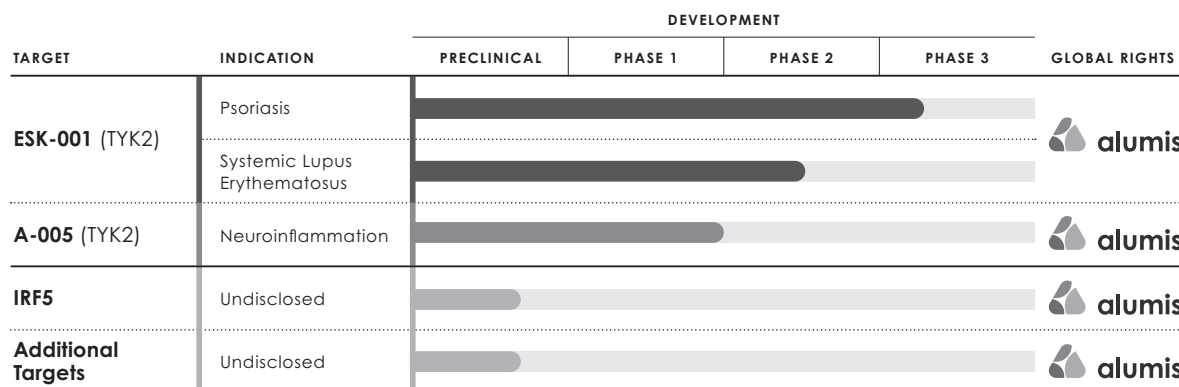 DEVELOPMENT
TARGET INDICATION PRECLINICAL PHASE 1 PHASE 2 PHASE 3 GLOBAL RIGHTS
ESK-001 (TYK2)
Psoriasis
Systemic Lupus
Erythematosus
alumis
A-005 (TYK2) Neuroinflammation alumis
IRF5 Undisclosed alumis
Additional
Targets
Undisclosed alumis